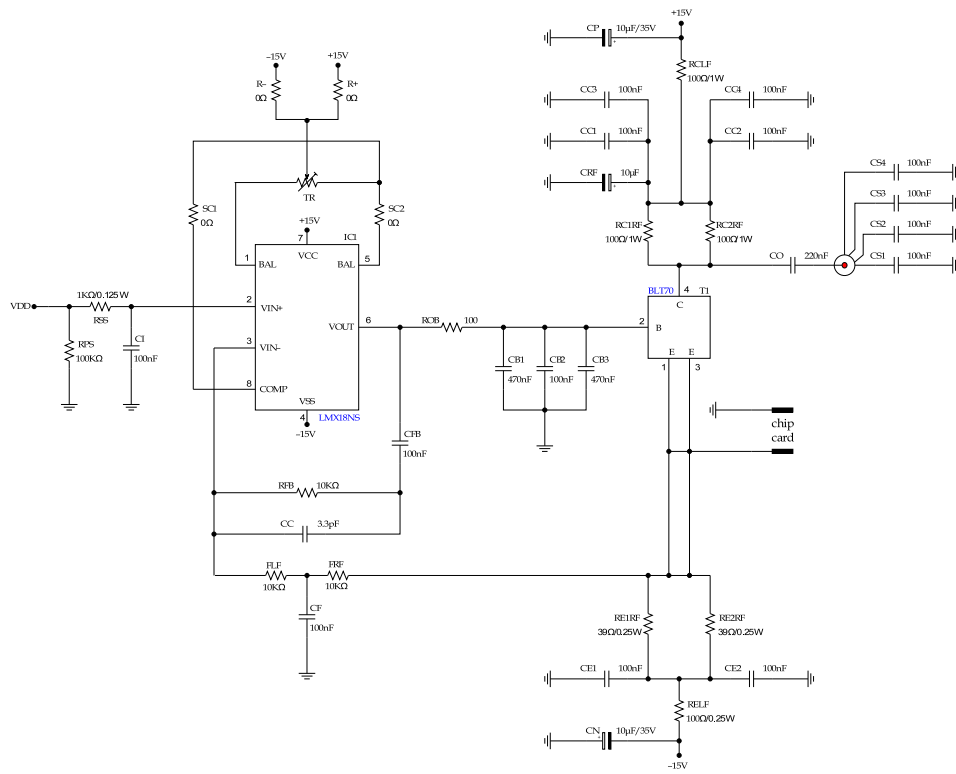 +15V
CP 10µF/35V
RCLF
100Ω/1W
−15V +15V
R− R+
0Ω 0Ω
CC3 100nF CC4 100nF
CC1 100nF CC2 100nF
CRF 10µF
TR
SC1
0Ω
SC2
0Ω
+15V
IC1
7
VCC
1 BAL BAL 5
RC1RF
100Ω/1W
RC2RF
100Ω/1W
CS4 100nF
CS3 100nF
CS2 100nF
CO 220nF CS1 100nF
BLT70 4 T1
C
2 B
E E
1 3
VDD
1KΩ/0.125W
RSS
2 VIN+
RPS
100KΩ
CI
100nF
3 VIN−
6
VOUT
8 COMP
VSS
4
−15V
LMX18NS
ROB 100
CB1
470nF
CB2
100nF
CB3
470nF
CFB
100nF
chip
card
RFB 10KΩ
CC 3.3pF
FLF
10KΩ
FRF
10KΩ
CF
100nF
RE1RF
39Ω/0.25W
RE2RF
39Ω/0.25W
CE1 100nF CE2 100nF
RELF
100Ω/0.25W
CN 10µF/35V
−15V